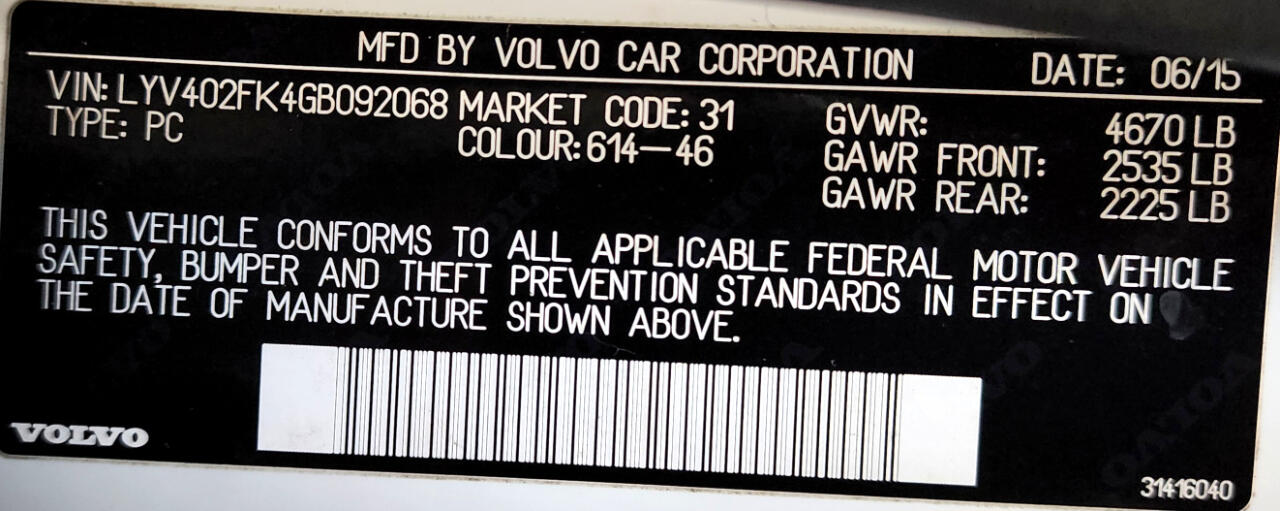 MFD BY VOLVO CAR CORPORATION DATE: 06/15
VIN: LYV402FK4GB092068 MARKET CODE: 31 GVWR: 4670 LB
TYPE: PC COLOUR: 614-46 GAWR FRONT: 2535 LB
GAWR REAR: 2225 LB
THIS VEHICLE CONFORMS TO ALL APPLICABLE FEDERAL MOTOR VEHICLE
SAFETY, BUMPER AND THEFT PREVENTION STANDARDS IN EFFECT ON
THE DATE OF MANUFACTURE SHOWN ABOVE.
VOLVO
31416040